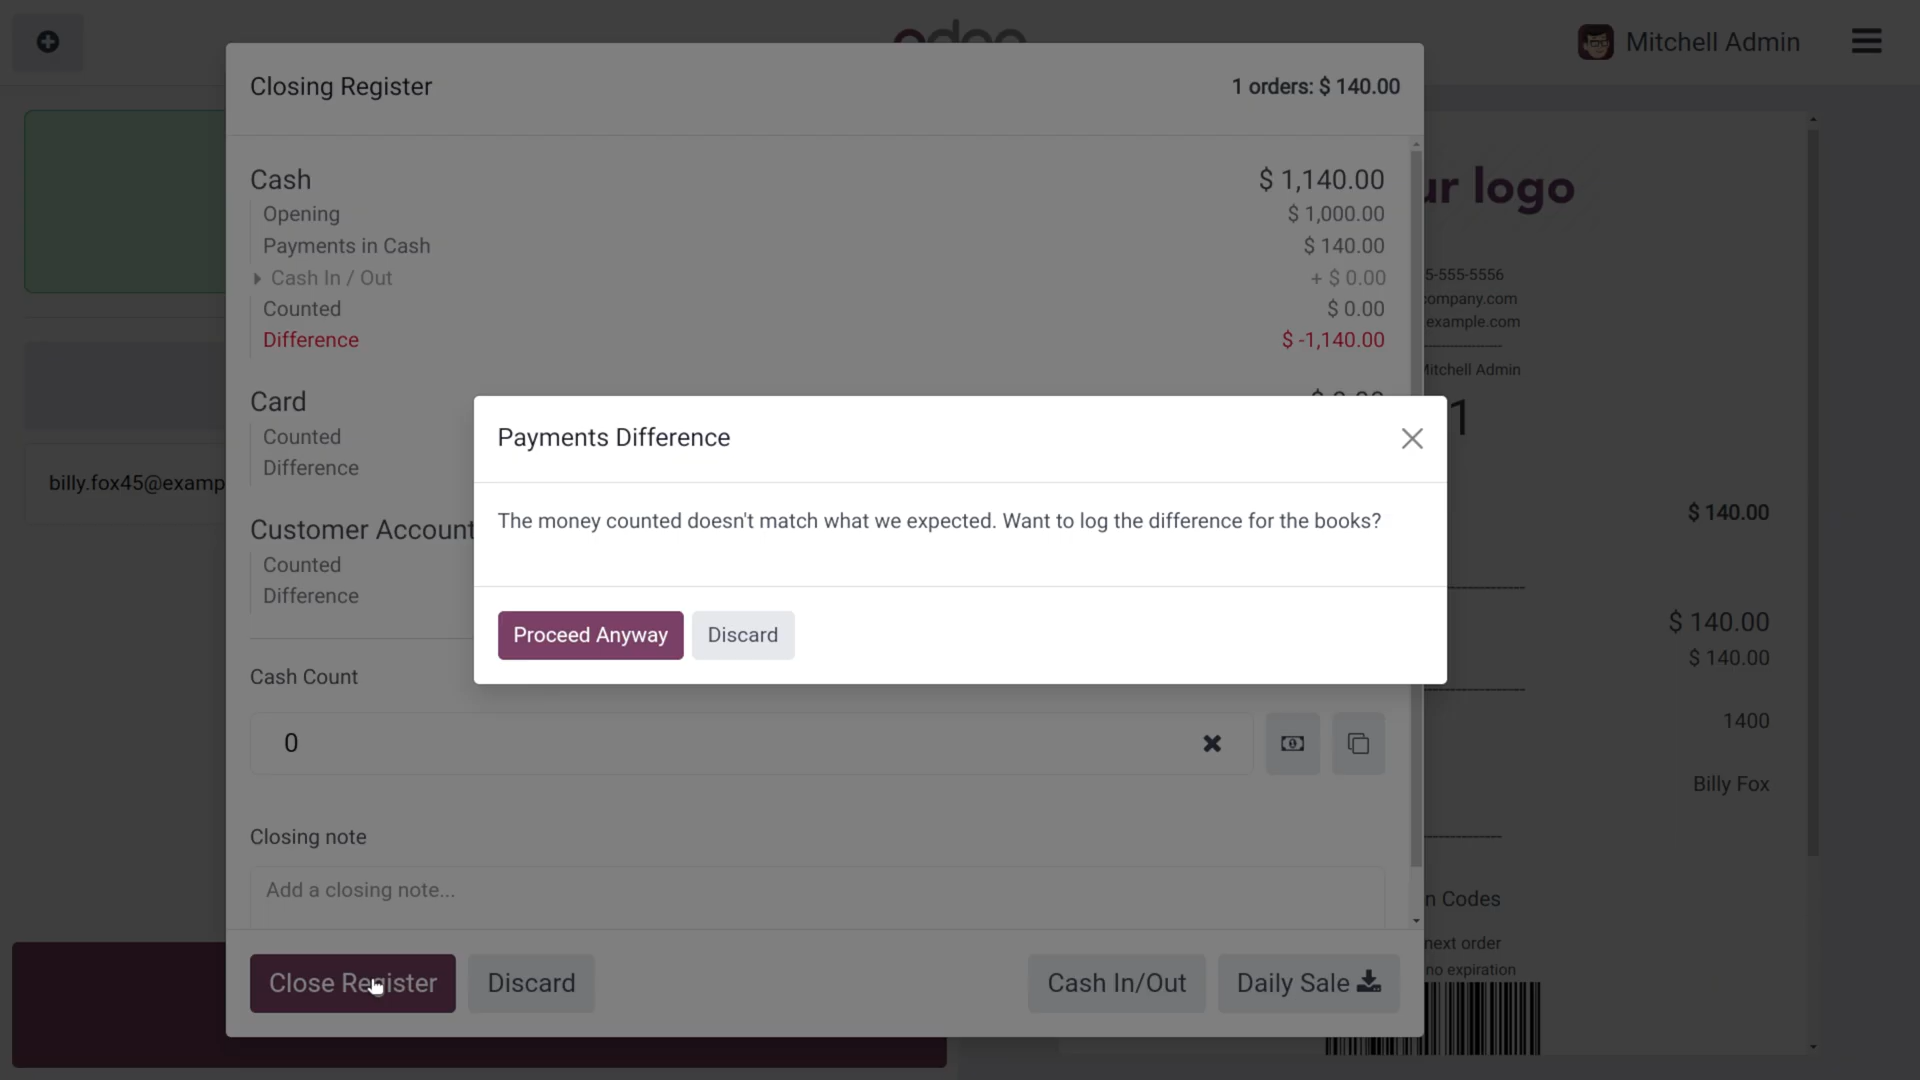 odoo
Mitchell Admin
Closing Register
1 orders: $ 140.00
Cash
$ 1,140.00
Opening
$ 1,000.00
Payments in Cash
$ 140.00
Cash In / Out
+ $ 0.00
Counted
$ 0.00
Difference
$ -1,140.00
Card
Counted
Difference
Customer Account
Counted
Difference
Payments Difference
The money counted doesn't match what we expected. Want to log the difference for the books?
Proceed Anyway
Discard
Cash Count
0
Closing note
Add a closing note...
Close Register
Discard
Cash In/Out
Daily Sale
billy.fox45@examp
ur logo
5-555-5556
company.com
example.com
Mitchell Admin
1
$ 140.00
$ 140.00
$ 140.00
1400
Billy Fox
n Codes
next order
no expiration